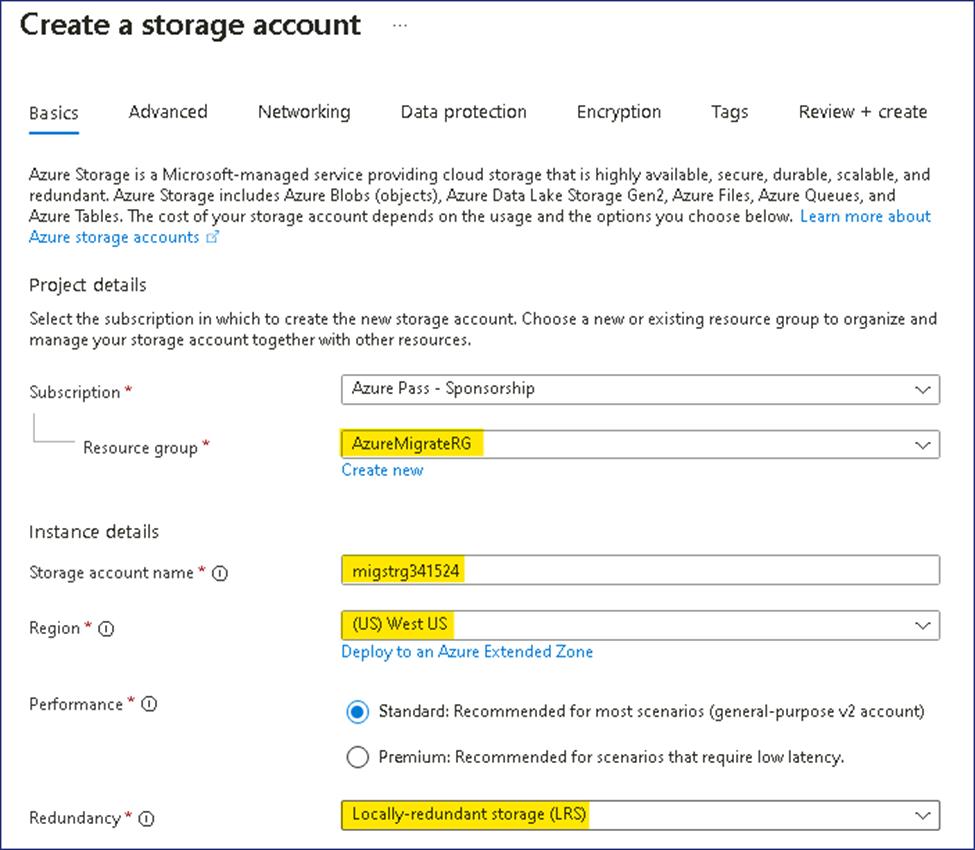 Create a storage account ...
Basics Advanced Networking Data protection Encryption Tags Review + create
Azure Storage is a Microsoft-managed service providing cloud storage that is highly available, secure, durable, scalable, and
redundant. Azure Storage includes Azure Blobs (objects), Azure Data Lake Storage Gen2, Azure Files, Azure Queues, and
Azure Tables. The cost of your storage account depends on the usage and the options you choose below. Learn more about
Azure storage accounts
Project details
Select the subscription in which to create the new storage account. Choose a new or existing resource group to organize and
manage your storage account together with other resources.
Subscription * Azure Pass - Sponsorship
Resource group * AzureMigrateRG
Create new
Instance details
Storage account name * migstrg341524
Region * (US) West US
Deploy to an Azure Extended Zone
Performance * Standard: Recommended for most scenarios (general-purpose v2 account)
Premium: Recommended for scenarios that require low latency.
Redundancy * Locally-redundant storage (LRS)